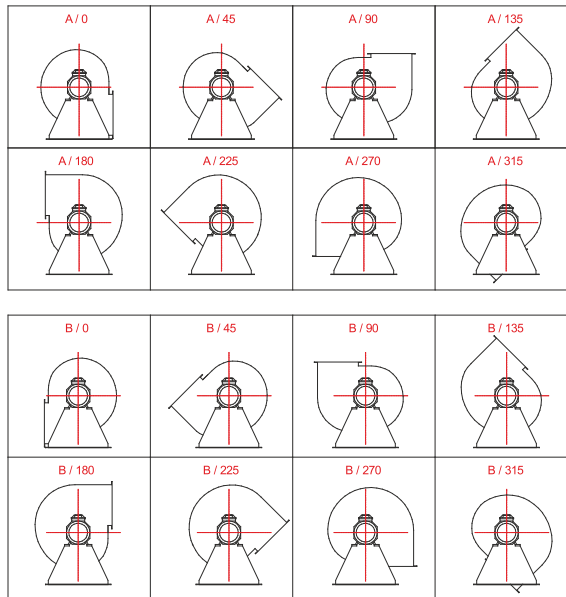 A / 0
A / 45
A / 90
A / 135
A / 180
A / 225
A / 270
A / 315
B / 0
B / 45
B / 90
B / 135
B / 180
B / 225
B / 270
B / 315